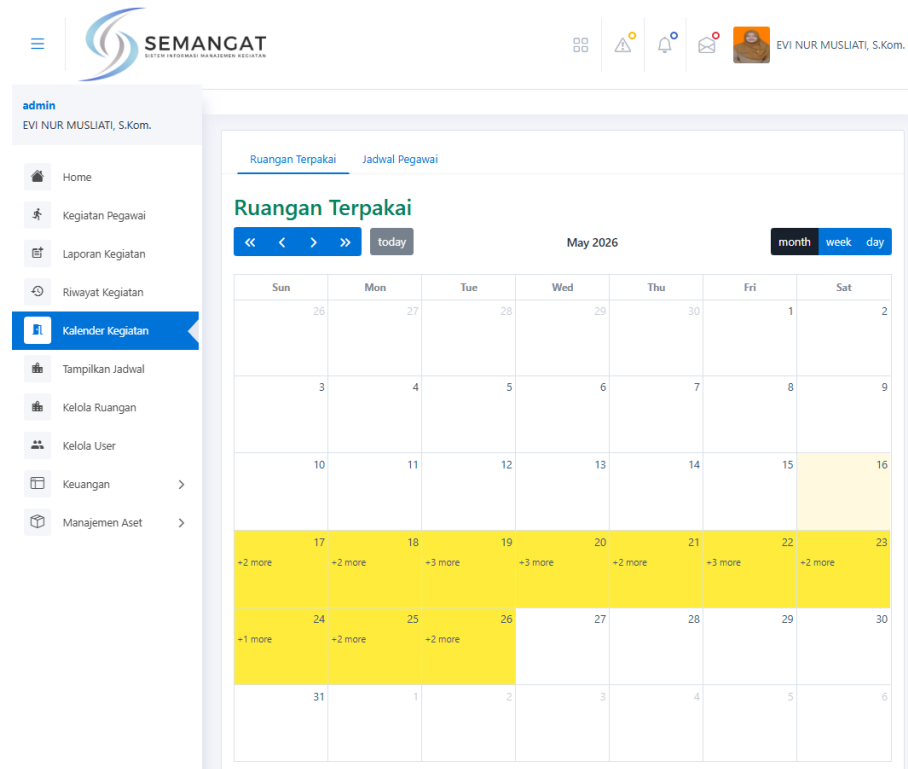 SEMANGAT
SISTEM INFORMASI MANAJEMEN KEGIATAN
EVI NUR MUSLIATI, S.Kom.
admin
EVI NUR MUSLIATI, S.Kom.
Home
Kegiatan Pegawai
Laporan Kegiatan
Riwayat Kegiatan
Kalender Kegiatan
Tampilkan Jadwal
Kelola Ruangan
Kelola User
Keuangan
Manajemen Aset
Ruangan Terpakai Jadwal Pegawai
Ruangan Terpakai
today May 2026 month week day
Sun Mon Tue Wed Thu Fri Sat
26 27 28 29 30 1 2
3 4 5 6 7 8 9
10 11 12 13 14 15 16
17 18 19 20 21 22 23
+2 more +2 more +3 more +3 more +2 more +3 more +2 more
24 25 26 27 28 29 30
+1 more +2 more +2 more
31 1 2 3 4 5 6